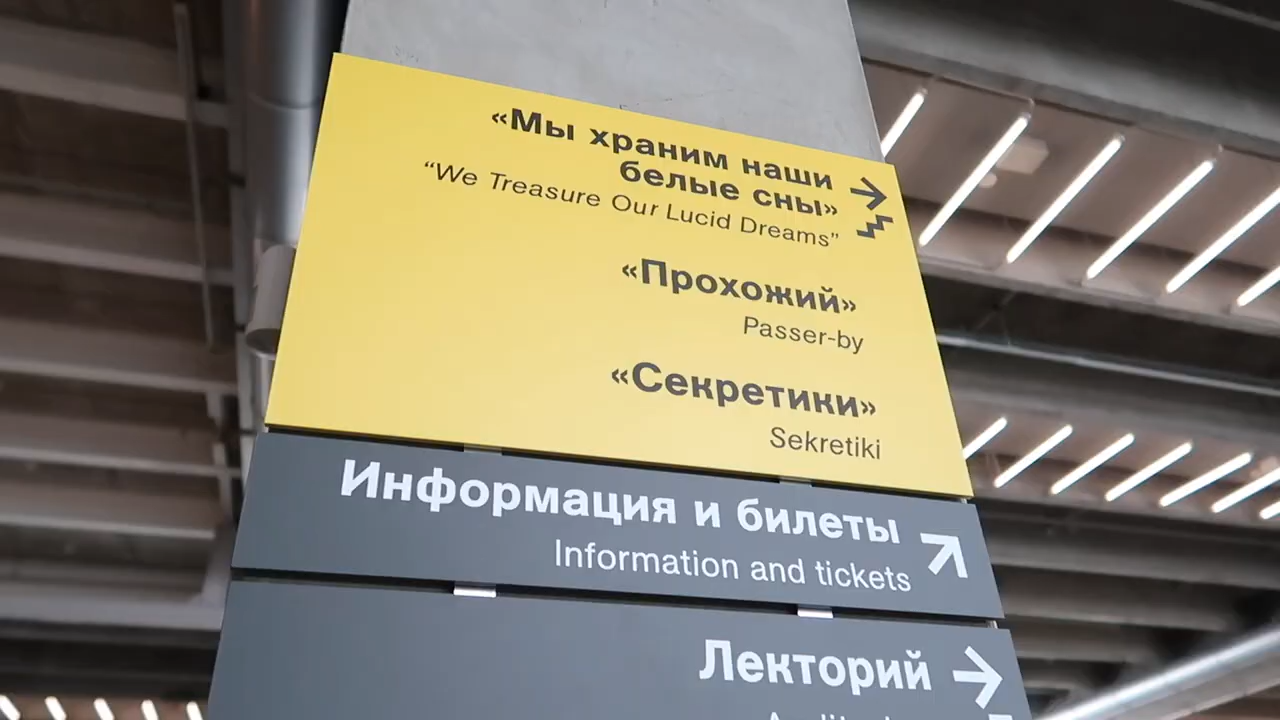 «Мы храним наши
белые сны»
“We Treasure Our Lucid Dreams”
«Прохожий»
Passer-by
«Секретики»
Sekretiki
Информация и билеты
Information and tickets
Лекторий